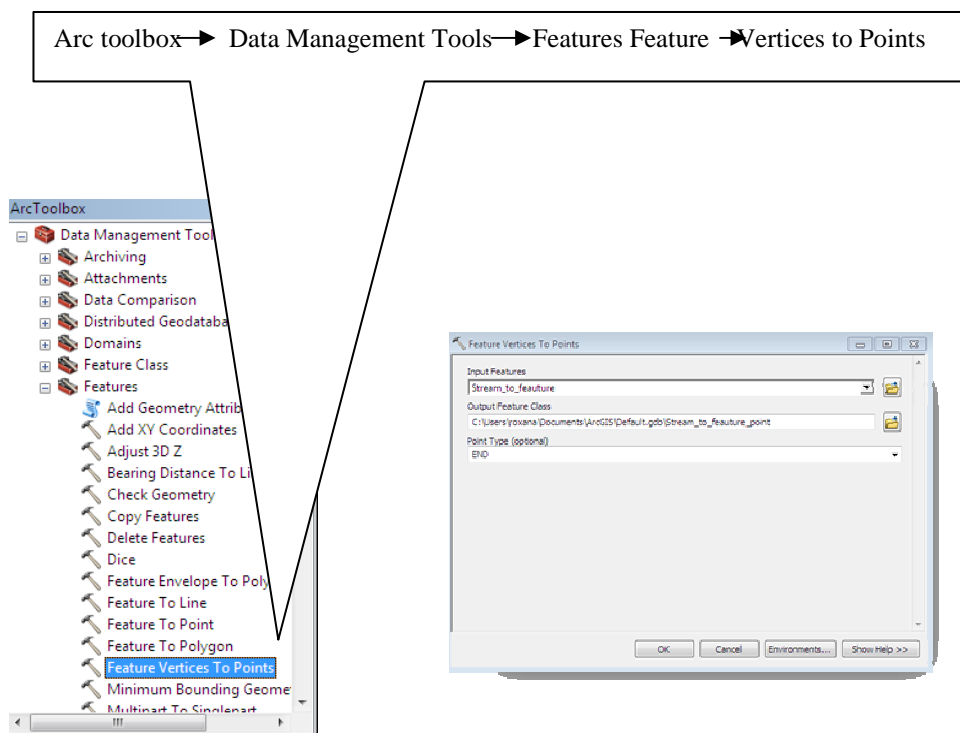 Arc toolbox Data Management Tools Features Feature Vertices to Points
ArcToolbox
Data Management Tool
Archiving
Attachments
Data Comparison
Distributed Geodataba
Domains
Feature Class
Features
Add Geometry Attrib
Add XY Coordinates
Adjust 3D Z
Bearing Distance To Li
Check Geometry
Copy Features
Delete Features
Dice
Feature Envelope To Poly
Feature To Line
Feature To Point
Feature To Polygon
Feature Vertices To Points
Minimum Bounding Geome
Multipart To Singlepart
Feature Vertices To Points
Input Features
Stream_to_feauture
Output Feature Class
C:\Users\roxana\Documents\ArcGIS\Default.gdb\Stream_to_feauture_point
Point Type (optional)
END
OK Cancel Environments... Show Help >>